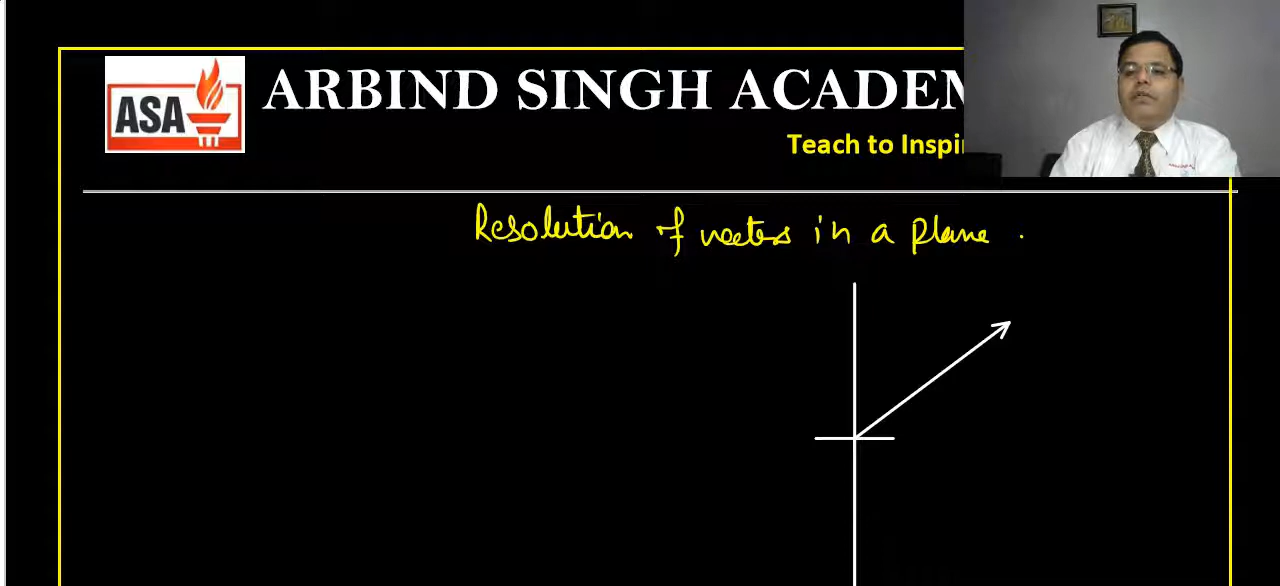 ASA
ARBIND SINGH ACADEM
Teach to Inspi
Resolution of vectors in a plane .